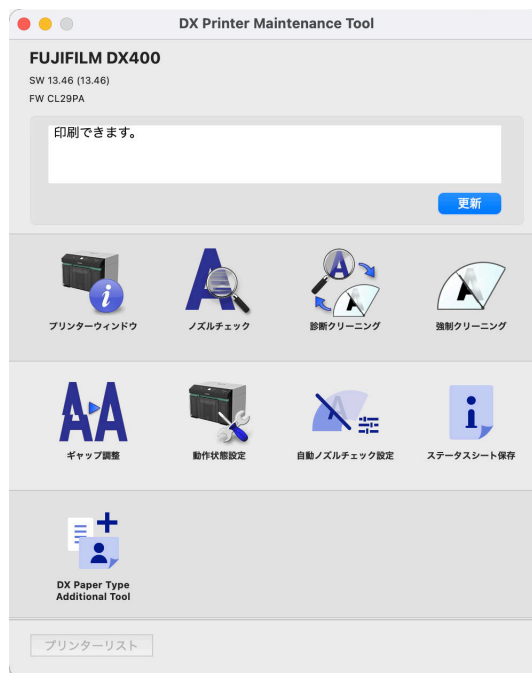 DX Printer Maintenance Tool
FUJIFILM DX400
SW 13.46 (13.46)
FW CL29PA
印刷できます。
更新
プリンターウィンドウ
ノズルチェック
診断クリーニング
強制クリーニング
ギャップ調整
動作状態設定
自動ノズルチェック設定
ステータスシート保存
DX Paper Type
Additional Tool
プリンターリスト